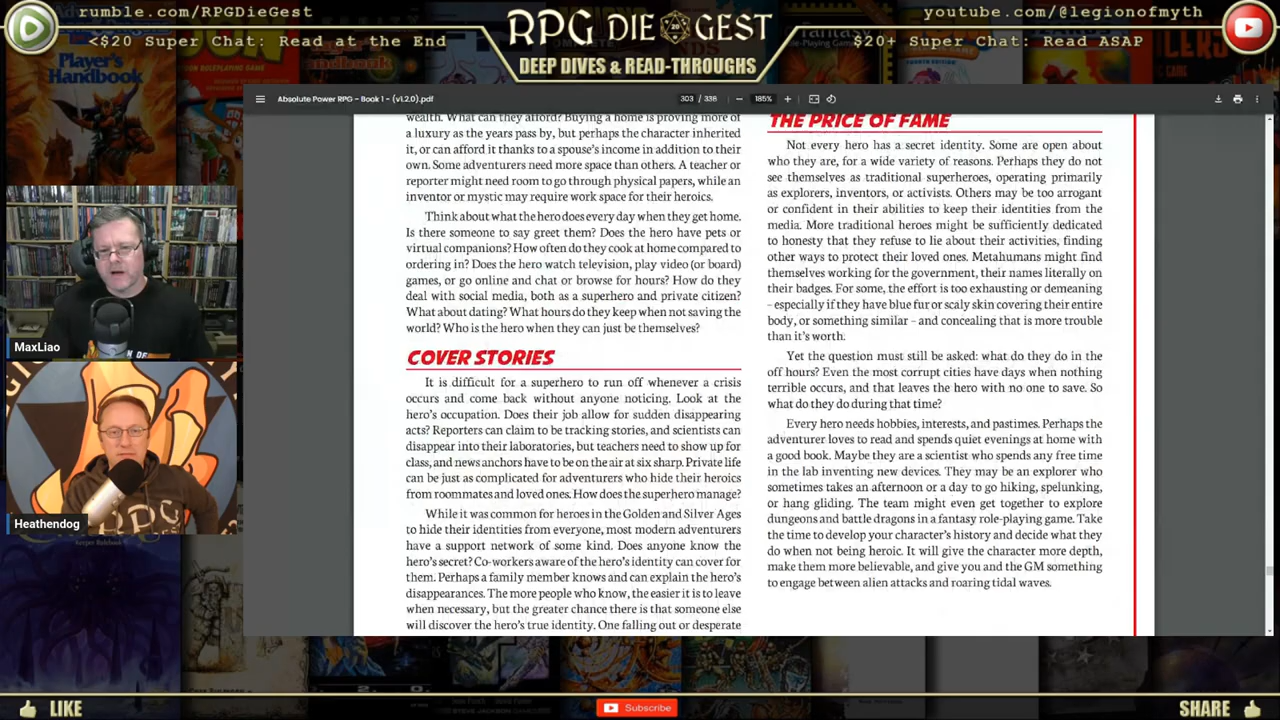 rumble.com/RPGDieGest
<$20 Super Chat: Read at the End
RPG DIE GEST
20
DEEP DIVES & READ-THROUGHS
youtube.com/@legionofmyth
$20+ Super Chat: Read ASAP
Player's
Handbook
Absolute Power RPG - Book 1 - (v1.2.0).pdf
303 / 336
185%
wealth. What can they afford? Buying a home is proving more of
a luxury as the years pass by, but perhaps the character inherited
it, or can afford it thanks to a spouse's income in addition to their
own. Some adventurers need more space than others. A teacher or
reporter might need room to go through physical papers, while an
inventor or mystic may require work space for their heroics.
Think about what the hero does every day when they get home.
Is there someone to say greet them? Does the hero have pets or
virtual companions? How often do they cook at home compared to
ordering in? Does the hero watch television, play video (or board)
games, or go online and chat or browse for hours? How do they
deal with social media, both as a superhero and private citizen?
What about dating? What hours do they keep when not saving the
world? Who is the hero when they can just be themselves?
COVER STORIES
It is difficult for a superhero to run off whenever a crisis
occurs and come back without anyone noticing. Look at the
hero's occupation. Does their job allow for sudden disappearing
acts? Reporters can claim to be tracking stories, and scientists can
disappear into their laboratories, but teachers need to show up for
class, and news anchors have to be on the air at six sharp. Private life
can be just as complicated for adventurers who hide their heroics
from roommates and loved ones. How does the superhero manage?
While it was common for heroes in the Golden and Silver Ages
to hide their identities from everyone, most modern adventurers
have a support network of some kind. Does anyone know the
hero's secret? Co-workers aware of the hero's identity can cover for
them. Perhaps a family member knows and can explain the hero's
disappearances. The more people who know, the easier it is to leave
when necessary, but the greater chance there is that someone else
will discover the hero's true identity. One falling out or desperate
THE PRICE OF FAME
Not every hero has a secret identity. Some are open about
who they are, for a wide variety of reasons. Perhaps they do not
see themselves as traditional superheroes, operating primarily
as explorers, inventors, or activists. Others may be too arrogant
or confident in their abilities to keep their identities from the
media. More traditional heroes might be sufficiently dedicated
to honesty that they refuse to lie about their activities, finding
other ways to protect their loved ones. Metahumans might find
themselves working for the government, their names literally on
their badges. For some, the effort is too exhausting or demeaning
– especially if they have blue fur or scaly skin covering their entire
body, or something similar – and concealing that is more trouble
than it's worth.
Yet the question must still be asked: what do they do in the
off hours? Even the most corrupt cities have days when nothing
terrible occurs, and that leaves the hero with no one to save. So
what do they do during that time?
Every hero needs hobbies, interests, and pastimes. Perhaps the
adventurer loves to read and spends quiet evenings at home with
a good book. Maybe they are a scientist who spends any free time
in the lab inventing new devices. They may be an explorer who
sometimes takes an afternoon or a day to go hiking, spelunking,
or hang gliding. The team might even get together to explore
dungeons and battle dragons in a fantasy role-playing game. Take
the time to develop your character's history and decide what they
do when not being heroic. It will give the character more depth,
make them more believable, and give you and the GM something
to engage between alien attacks and roaring tidal waves.
MaxLiao
Heathendog
LIKE
Subscribe
SHARE